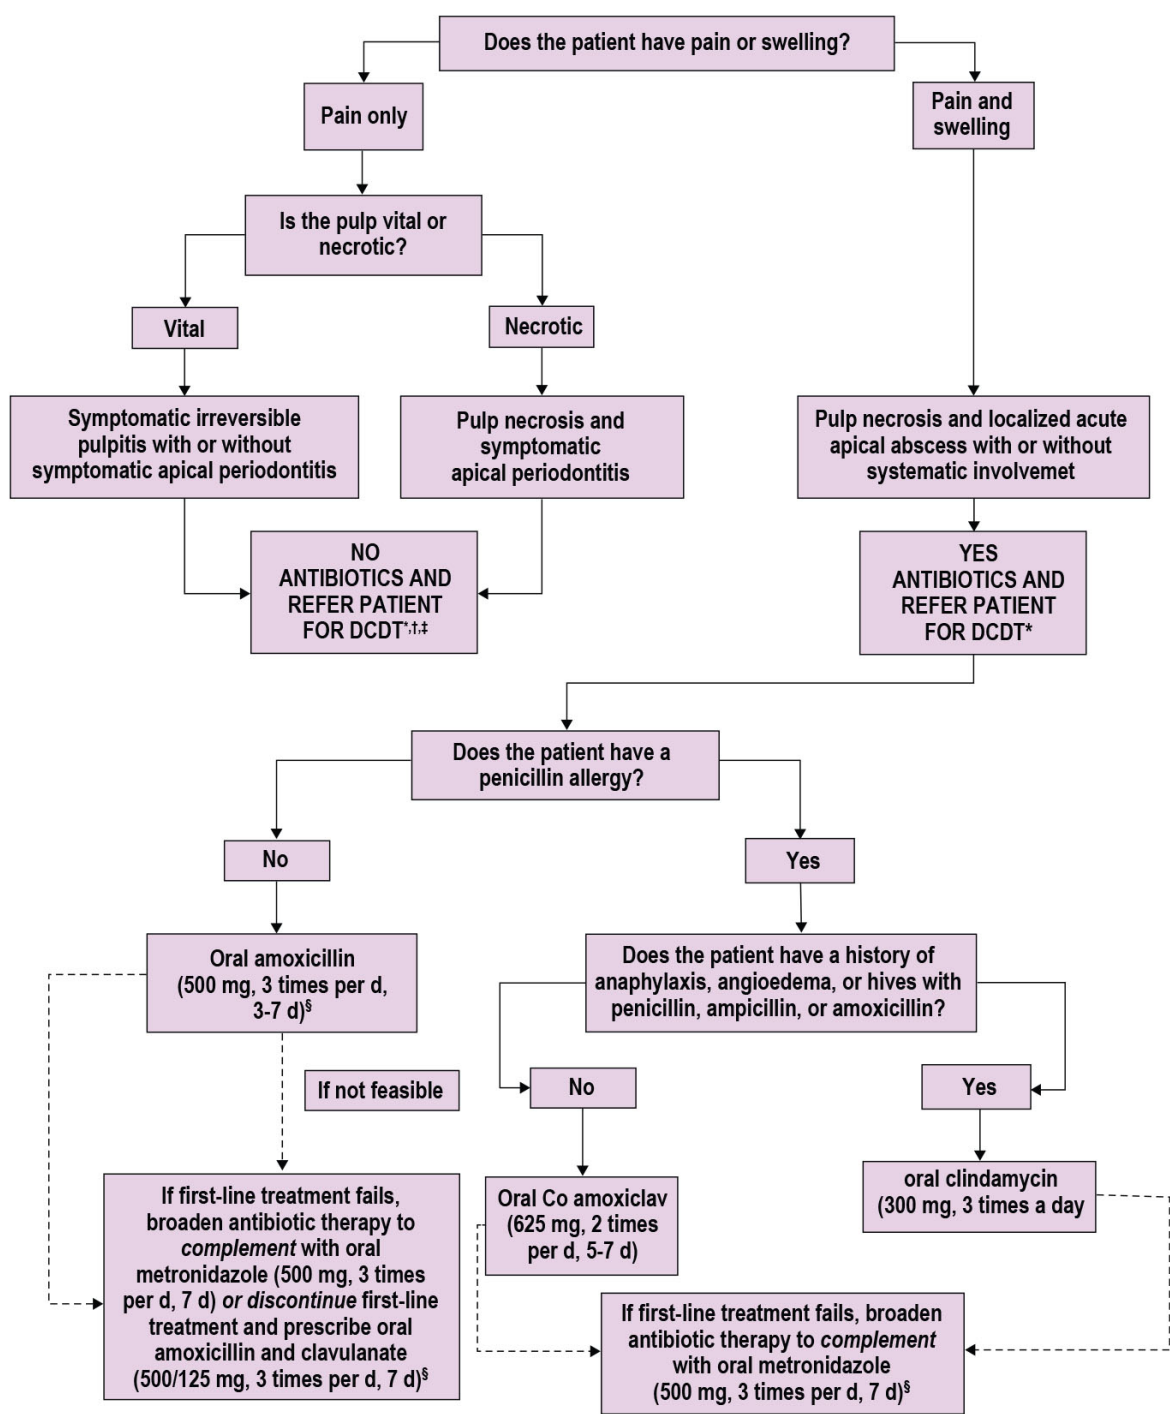 Does the patient have pain or swelling?
Pain only
Pain and
swelling
Is the pulp vital or
necrotic?
Vital
Necrotic
Symptomatic irreversible
pulpitis with or without
symptomatic apical periodontitis
Pulp necrosis and
symptomatic
apical periodontitis
Pulp necrosis and localized acute
apical abscess with or without
systematic involvemet
NO
ANTIBIOTICS AND
REFER PATIENT
FOR DCDT*,†,‡
YES
ANTIBIOTICS AND
REFER PATIENT
FOR DCDT*
Does the patient have a
penicillin allergy?
No
Yes
Oral amoxicillin
(500 mg, 3 times per d,
3-7 d)§
Does the patient have a history of
anaphylaxis, angioedema, or hives with
penicillin, ampicillin, or amoxicillin?
If not feasible
No
Yes
If first-line treatment fails,
broaden antibiotic therapy to
complement with oral
metronidazole (500 mg, 3 times
per d, 7 d) or discontinue first-line
treatment and prescribe oral
amoxicillin and clavulanate
(500/125 mg, 3 times per d, 7 d)§
Oral Co amoxiclav
(625 mg, 2 times
per d, 5-7 d)
oral clindamycin
(300 mg, 3 times a day
If first-line treatment fails, broaden
antibiotic therapy to complement
with oral metronidazole
(500 mg, 3 times per d, 7 d)§